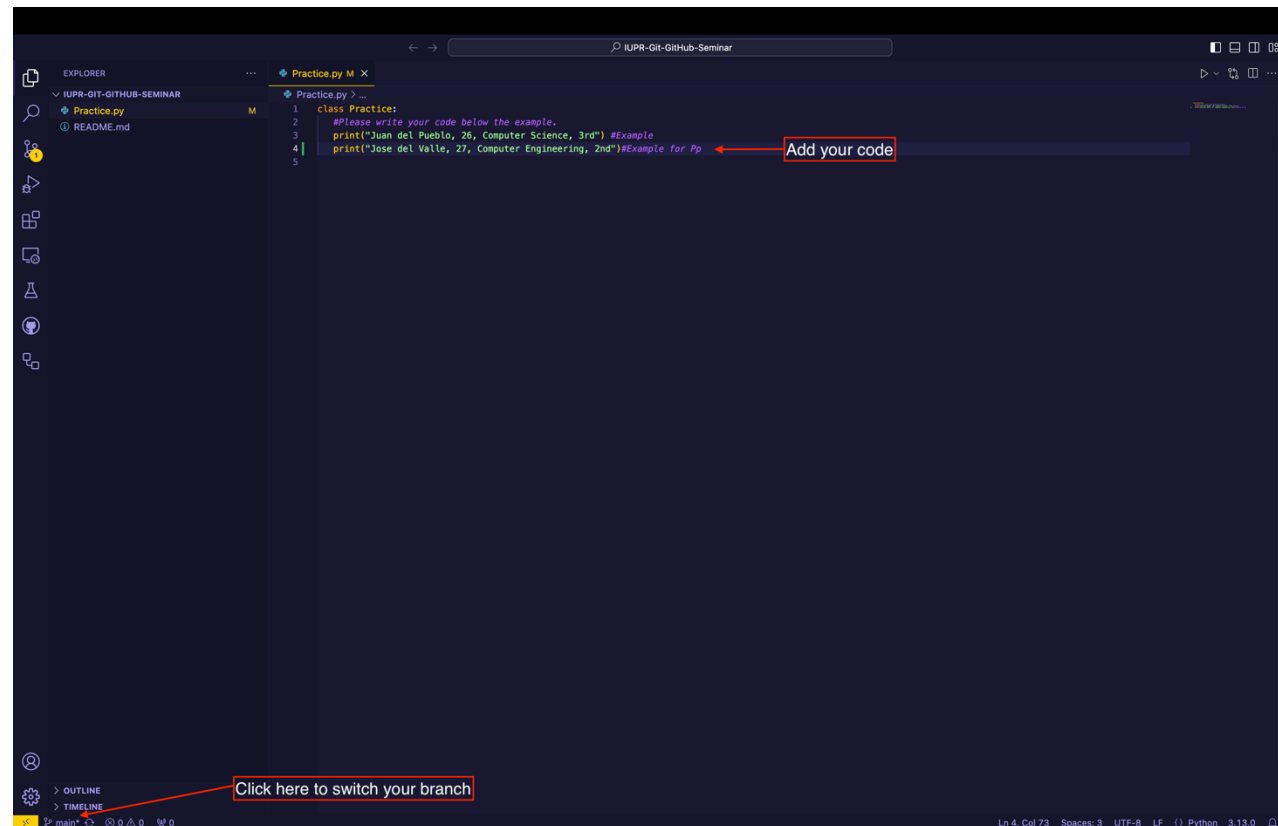 IUPR-Git-GitHub-Seminar
EXPLORER
Practice.py M
IUPR-GIT-GITHUB-SEMINAR
Practice.py > ...
Practice.py M
README.md
1 class Practice:
2 #Please write your code below the example.
3 print("Juan del Pueblo, 26, Computer Science, 3rd") #Example
4 print("Jose del Valle, 27, Computer Engineering, 2nd")#Example for Pp
5
Add your code
1
Click here to switch your branch
> OUTLINE
> TIMELINE
main* 0 0 0
Ln 4, Col 73 Spaces: 3 UTF-8 LF {} Python 3.13.0